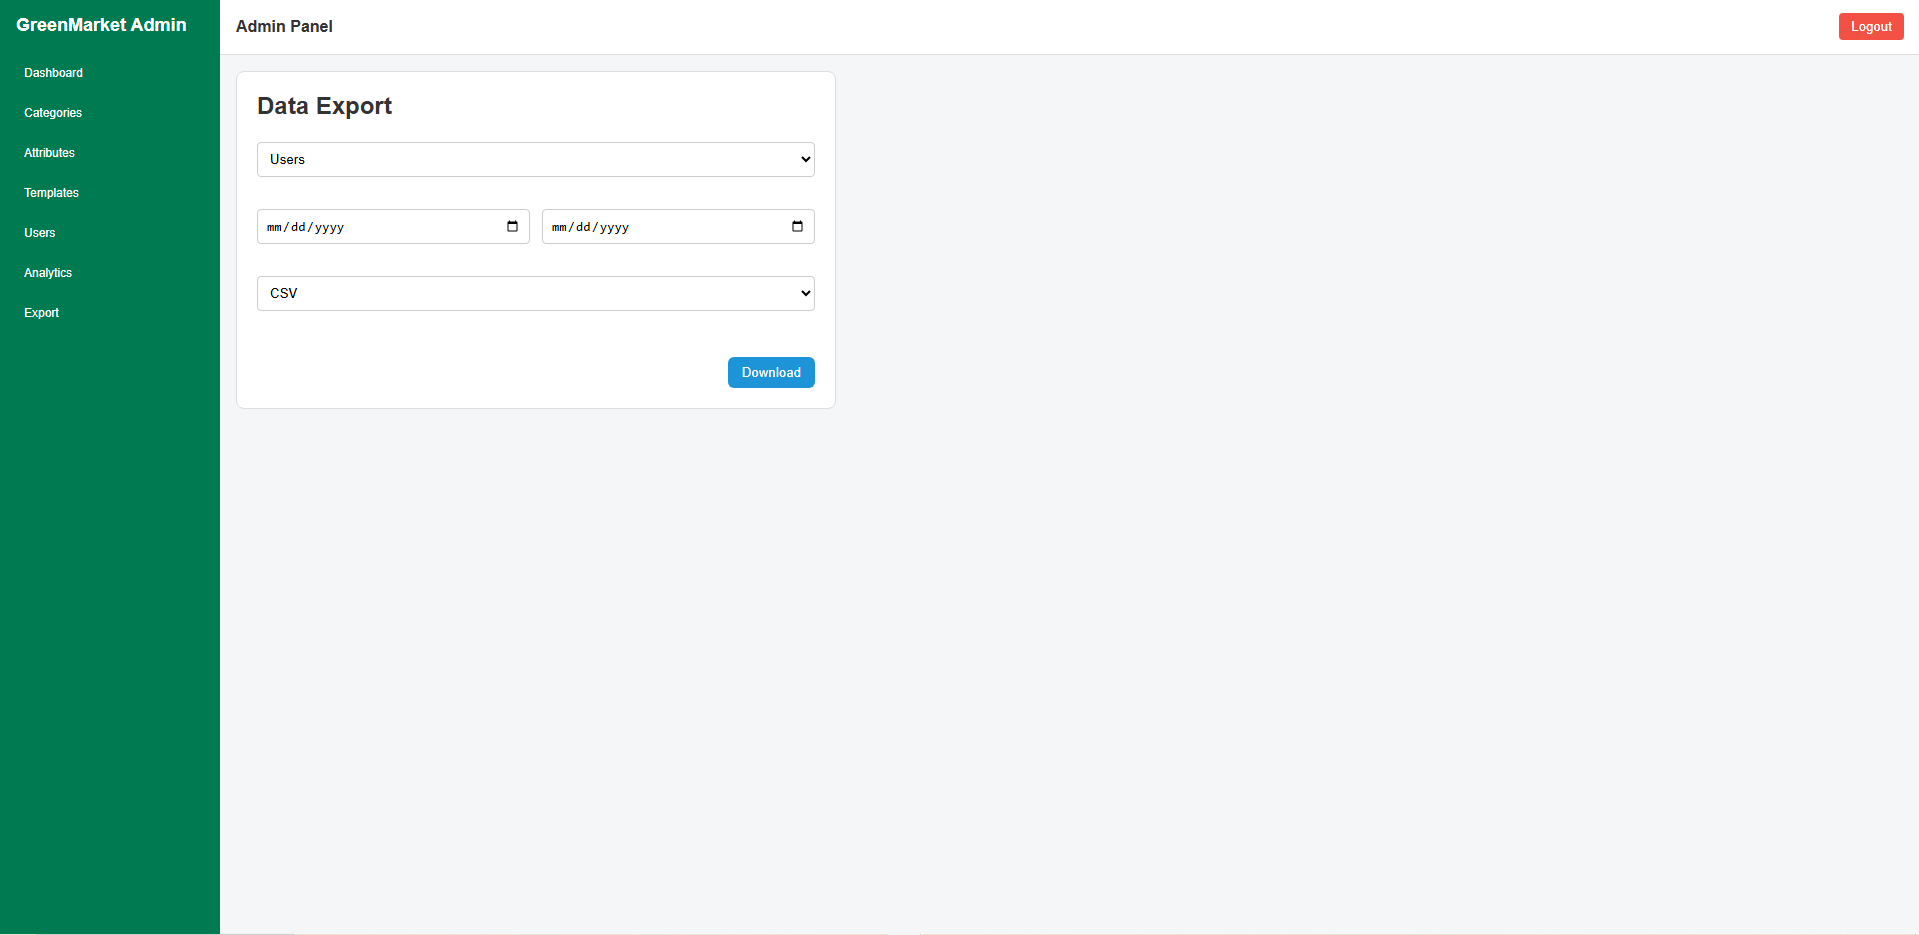 GreenMarket Admin
Dashboard
Categories
Attributes
Templates
Users
Analytics
Export
Admin Panel
Logout
Data Export
Users
mm/dd/yyyy
mm/dd/yyyy
CSV
Download